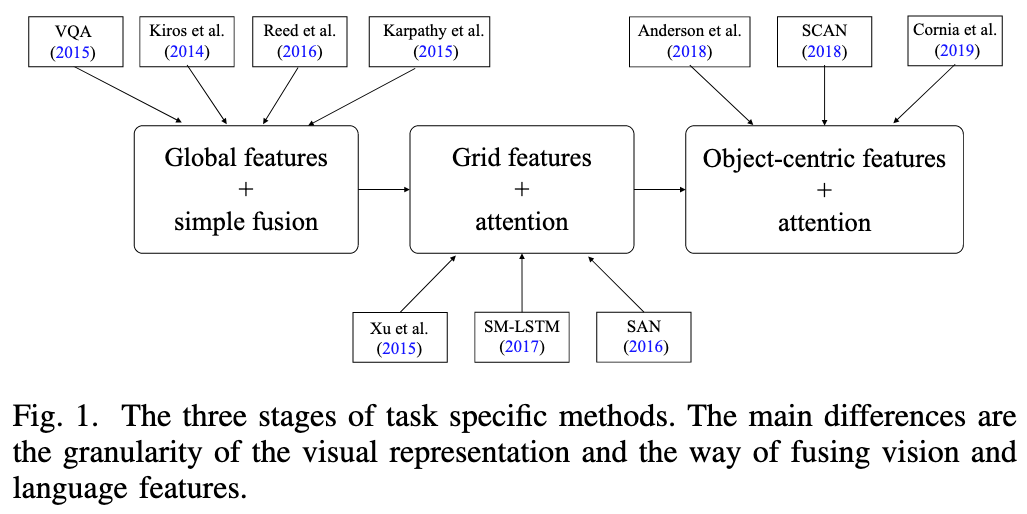 VQA
(2015)
Kiros et al.
(2014)
Reed et al.
(2016)
Karpathy et al.
(2015)
Anderson et al.
(2018)
SCAN
(2018)
Cornia et al.
(2019)
Global features
+
simple fusion
Grid features
+
attention
Object-centric features
+
attention
Xu et al.
(2015)
SM-LSTM
(2017)
SAN
(2016)
Fig. 1. The three stages of task specific methods. The main differences are
the granularity of the visual representation and the way of fusing vision and
language features.